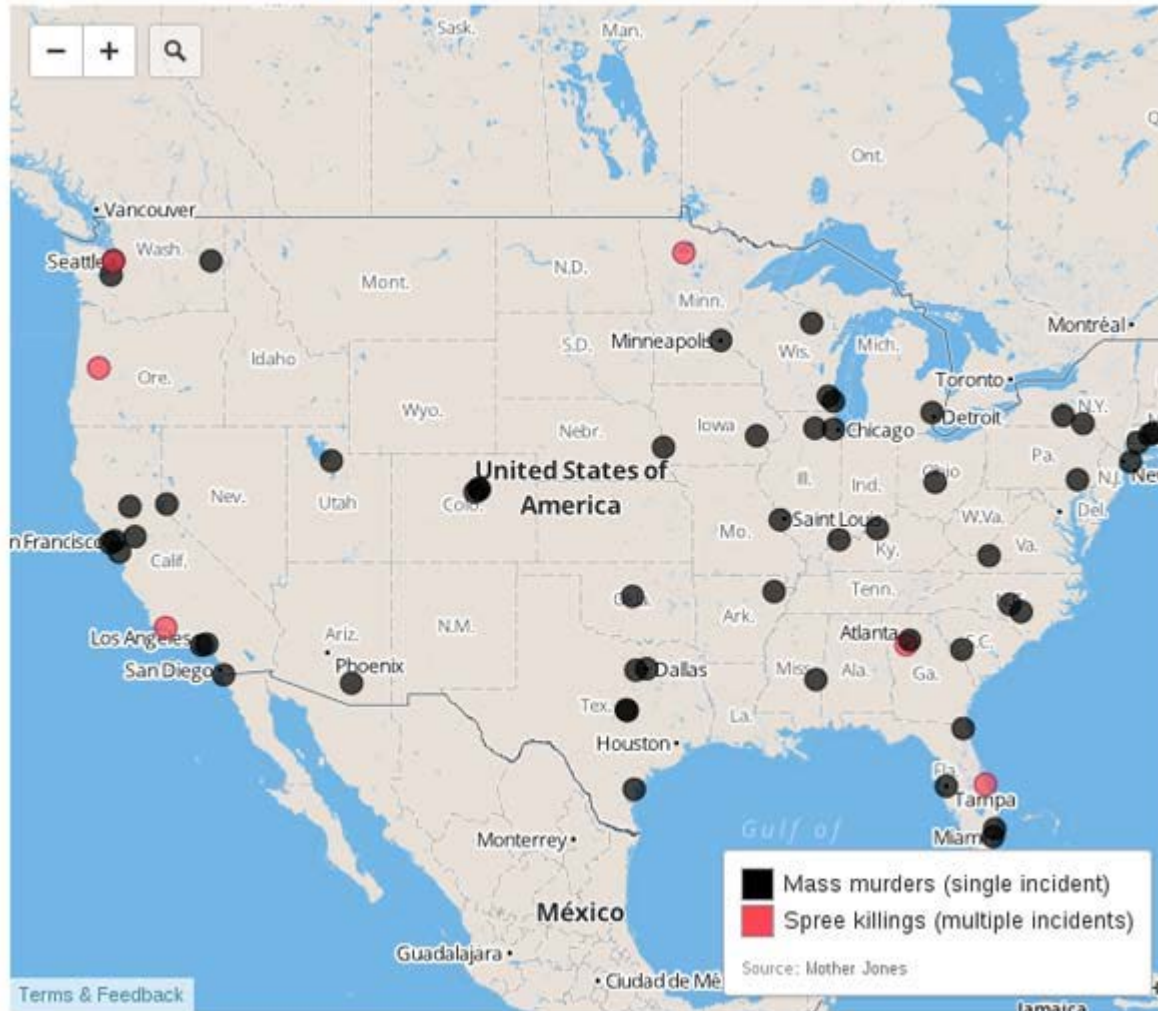 Sask.
Man.
Ont.
Vancouver
Wash.
Seattle
Mont.
N.D.
Minn.
Montréal
Minneapolis
S.D.
Wis.
Mich.
Idaho
Ore.
Toronto
Wyo.
N.Y.
Detroit
Nebr.
Iowa
Chicago
Pa.
United States of
America
Nev.
Utah
Colo.
Ill.
Ind.
Ohio
N.J.
Del.
W.Va.
Saint Louis
Mo.
n Francisco
Calif.
Ky.
Va.
Tenn.
Ark.
N.M.
Ariz.
Los Angeles
Atlanta
S.C.
Phoenix
San Diego
Dallas
Miss.
Ala.
Ga.
Tex.
La.
Houston
Fla.
Tampa
Gulf of
Monterrey
Miami
Mass murders (single incident)
México
Spree killings (multiple incidents)
Guadalajara
Source: Mother Jones
Ciudad de Mé
Terms & Feedback
Jamaica